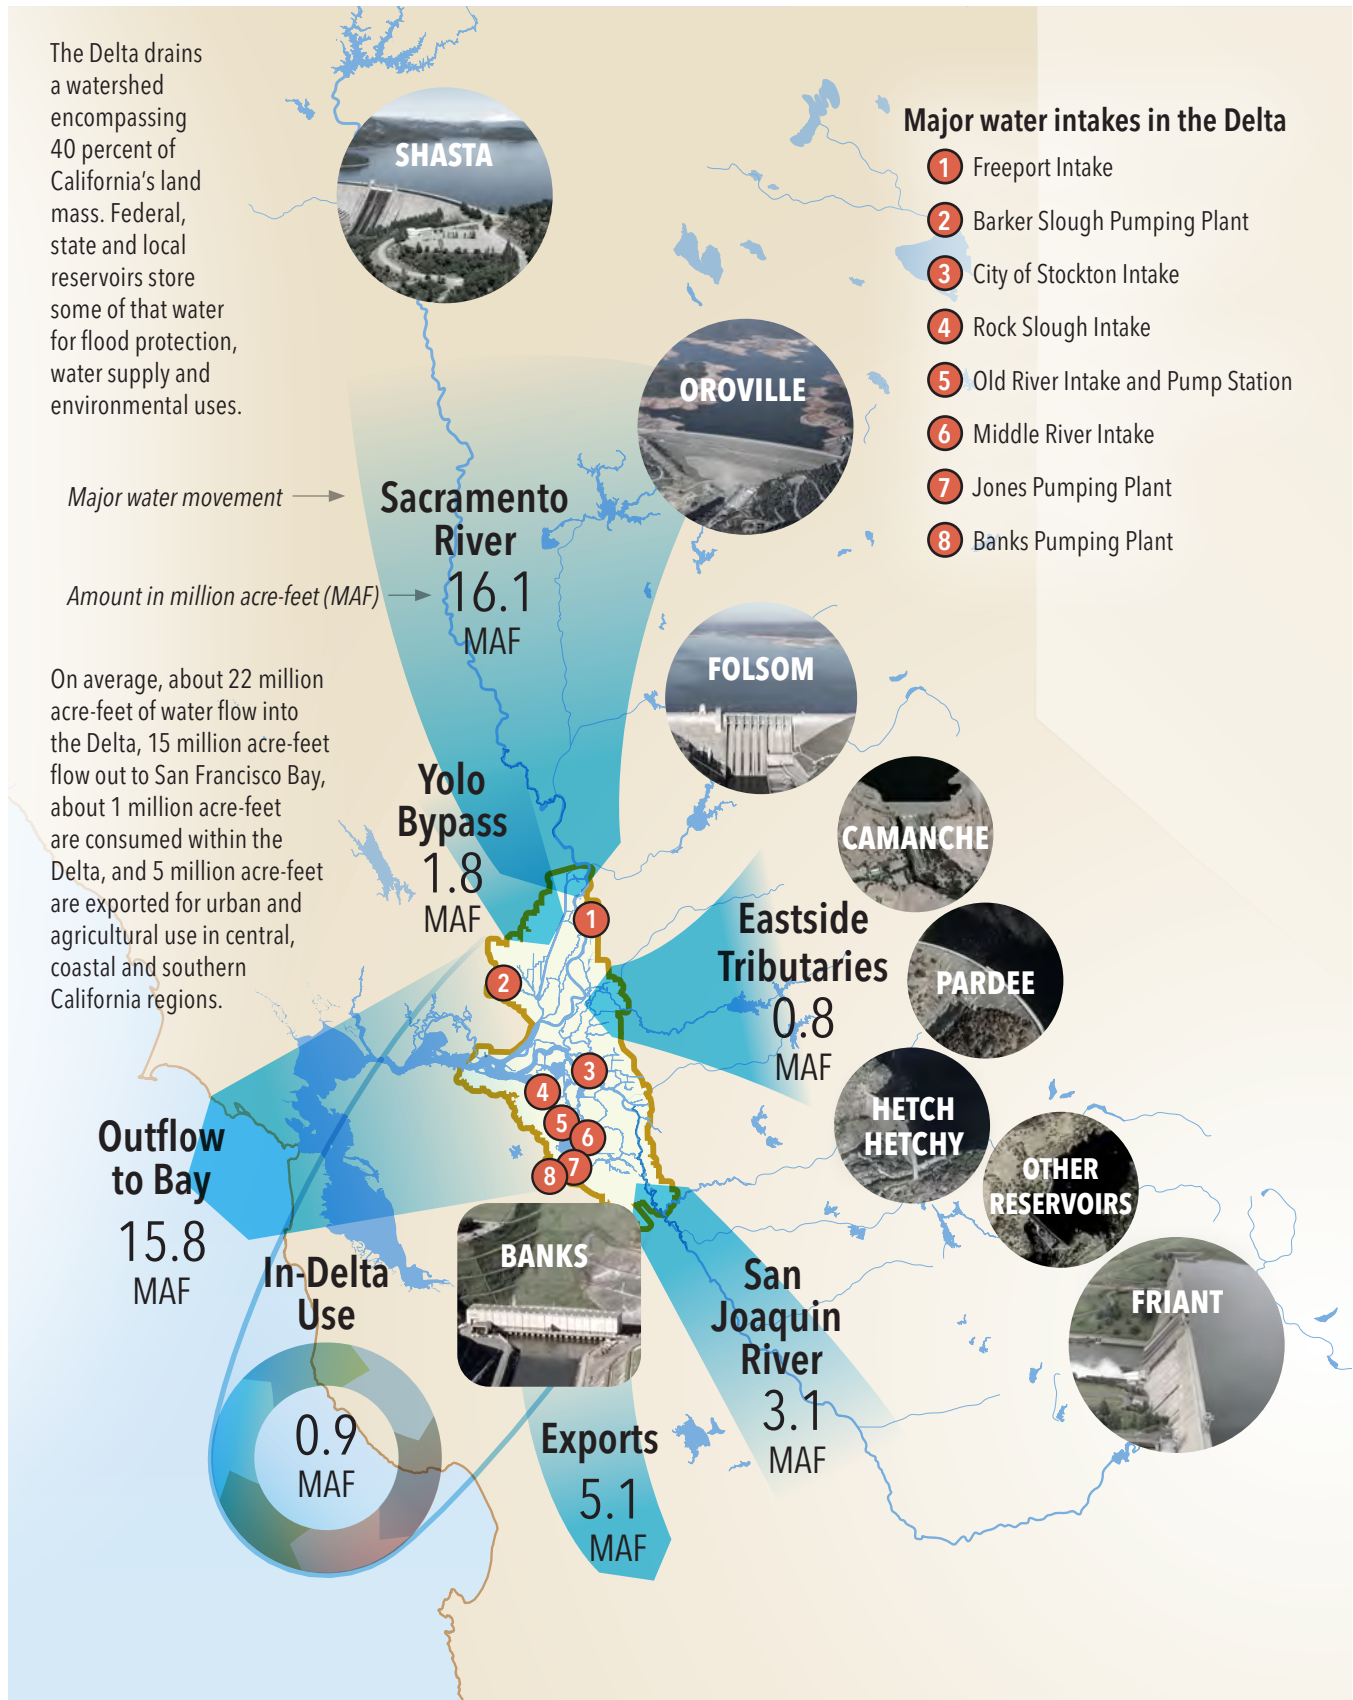 The Delta drains
a watershed
encompassing
40 percent of
California's land
mass. Federal,
state and local
reservoirs store
some of that water
for flood protection,
water supply and
environmental uses.
SHASTA
Major water intakes in the Delta
1 Freeport Intake
2 Barker Slough Pumping Plant
3 City of Stockton Intake
4 Rock Slough Intake
5 Old River Intake and Pump Station
6 Middle River Intake
7 Jones Pumping Plant
8 Banks Pumping Plant
OROVILLE
Major water movement
Sacramento
River
16.1
MAF
Amount in million acre-feet (MAF)
FOLSOM
On average, about 22 million
acre-feet of water flow into
the Delta, 15 million acre-feet
flow out to San Francisco Bay,
about 1 million acre-feet
are consumed within the
Delta, and 5 million acre-feet
are exported for urban and
agricultural use in central,
coastal and southern
California regions.
Yolo
Bypass
1.8
MAF
CAMANCHE
Eastside
Tributaries
0.8
MAF
PARDEE
1
2
3
4
5
6
7
8
HETCH
HETCHY
OTHER
RESERVOIRS
Outflow
to Bay
15.8
MAF
BANKS
In-Delta
Use
0.9
MAF
San
Joaquin
River
3.1
MAF
FRIANT
Exports
5.1
MAF